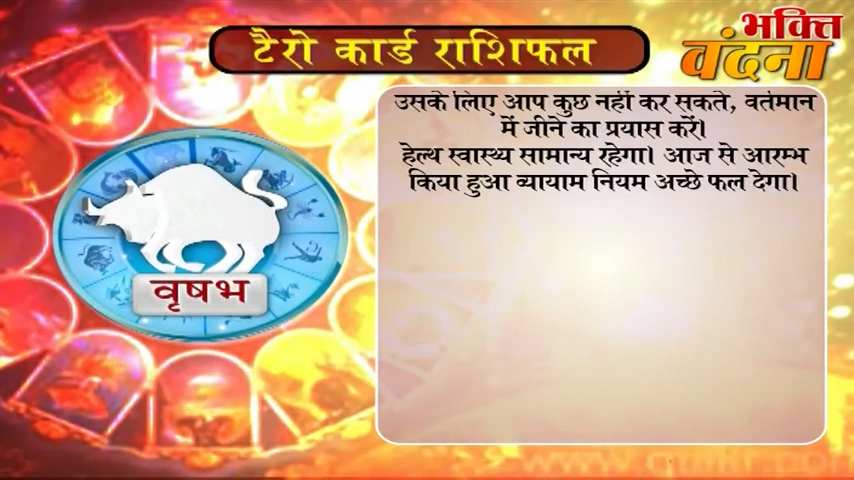 टैरो कार्ड राशिफल
भक्ति
वंदना
उसके लिए आप कुछ नहीं कर सकते, वर्तमान
में जीने का प्रयास करें।
हेल्थ स्वास्थ्य सामान्य रहेगा। आज से आरम्भ
किया हुआ व्यायाम नियम अच्छे फल देगा।
वृषभ